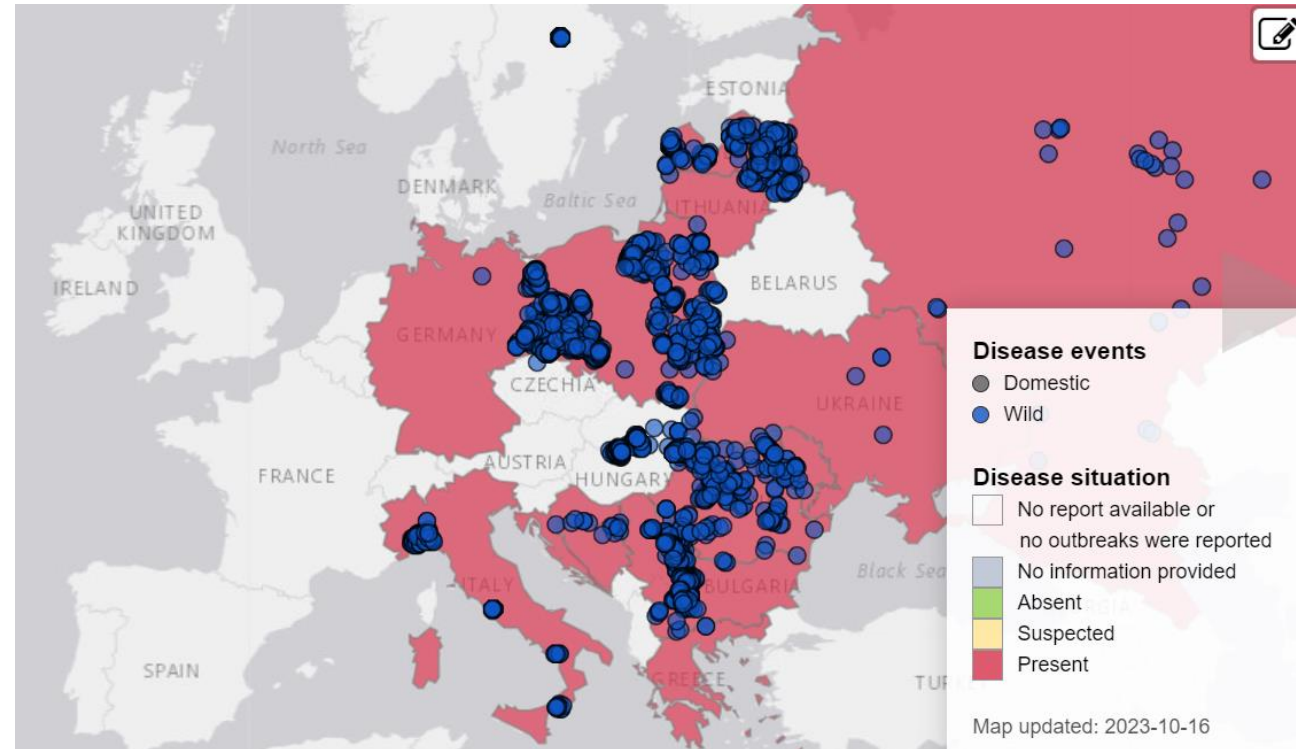 ESTONIA
North Sea
DENMARK
Baltic Sea
LITHUANIA
UNITED
KINGDOM
IRELAND
BELARUS
GERMANY
CZECHIA
UKRAINE
FRANCE
AUSTRIA
HUNGARY
ITALY
BULGARIA
Black Sea
SPAIN
GREECE
Disease events
Domestic
Wild
Disease situation
No report available or
no outbreaks were reported
No information provided
Absent
Suspected
Present
Map updated: 2023-10-16